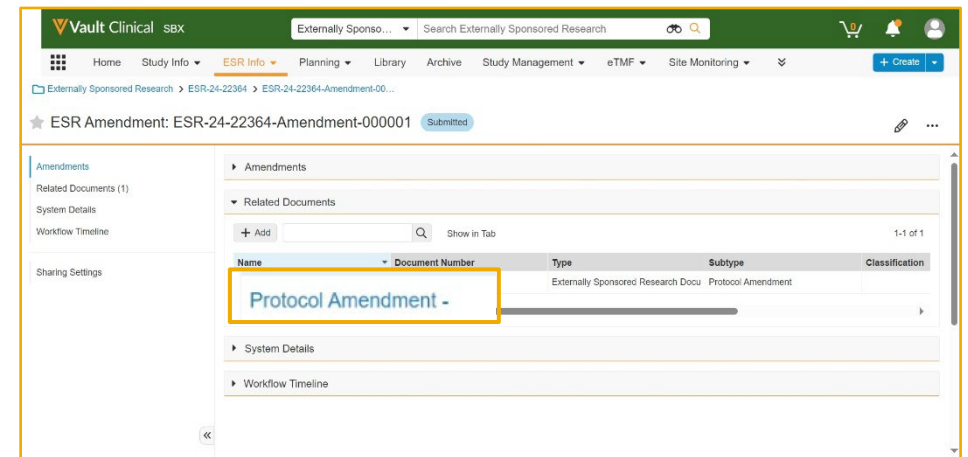 Vault Clinical SBX
Externally Sponso...
Search Externally Sponsored Research
0
Home Study Info ESR Info Planning Library Archive Study Management eTMF Site Monitoring + Create
Externally Sponsored Research > ESR-24-22364 > ESR-24-22364-Amendment-00...
ESR Amendment: ESR-24-22364-Amendment-000001 Submitted
Amendments
Related Documents (1)
System Details
Workflow Timeline
Sharing Settings
Amendments
Related Documents
+ Add Show in Tab 1-1 of 1
Name Document Number Type Subtype Classification
Protocol Amendment - Externally Sponsored Research Docu Protocol Amendment
System Details
Workflow Timeline